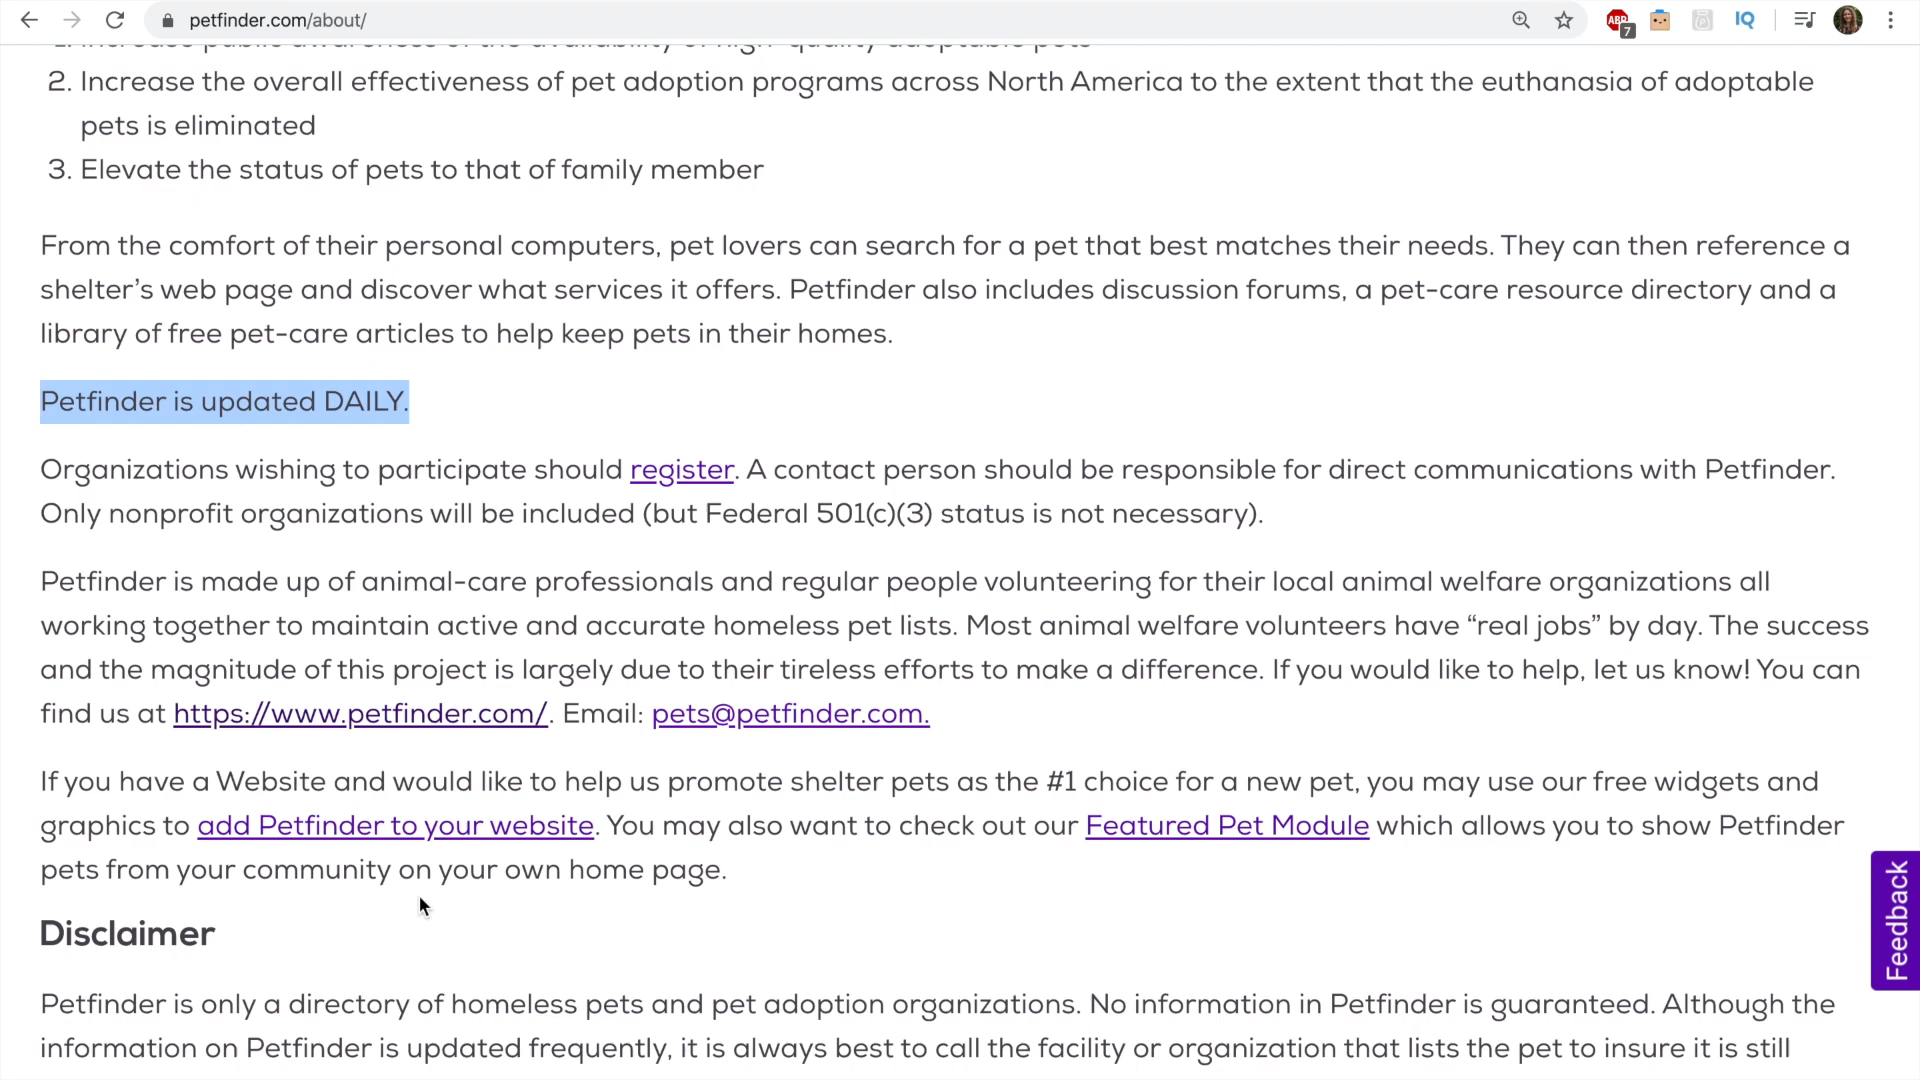 petfinder.com/about/
ABP
7
IQ
1. Increase public awareness of the availability of high-quality adoptable pets
2. Increase the overall effectiveness of pet adoption programs across North America to the extent that the euthanasia of adoptable
pets is eliminated
3. Elevate the status of pets to that of family member
From the comfort of their personal computers, pet lovers can search for a pet that best matches their needs. They can then reference a
shelter’s web page and discover what services it offers. Petfinder also includes discussion forums, a pet-care resource directory and a
library of free pet-care articles to help keep pets in their homes.
Petfinder is updated DAILY.
Organizations wishing to participate should register. A contact person should be responsible for direct communications with Petfinder.
Only nonprofit organizations will be included (but Federal 501(c)(3) status is not necessary).
Petfinder is made up of animal-care professionals and regular people volunteering for their local animal welfare organizations all
working together to maintain active and accurate homeless pet lists. Most animal welfare volunteers have “real jobs” by day. The success
and the magnitude of this project is largely due to their tireless efforts to make a difference. If you would like to help, let us know! You can
find us at https://www.petfinder.com/. Email: pets@petfinder.com.
If you have a Website and would like to help us promote shelter pets as the #1 choice for a new pet, you may use our free widgets and
graphics to add Petfinder to your website. You may also want to check out our Featured Pet Module which allows you to show Petfinder
pets from your community on your own home page.
Feedback
Disclaimer
Petfinder is only a directory of homeless pets and pet adoption organizations. No information in Petfinder is guaranteed. Although the
information on Petfinder is updated frequently, it is always best to call the facility or organization that lists the pet to insure it is still